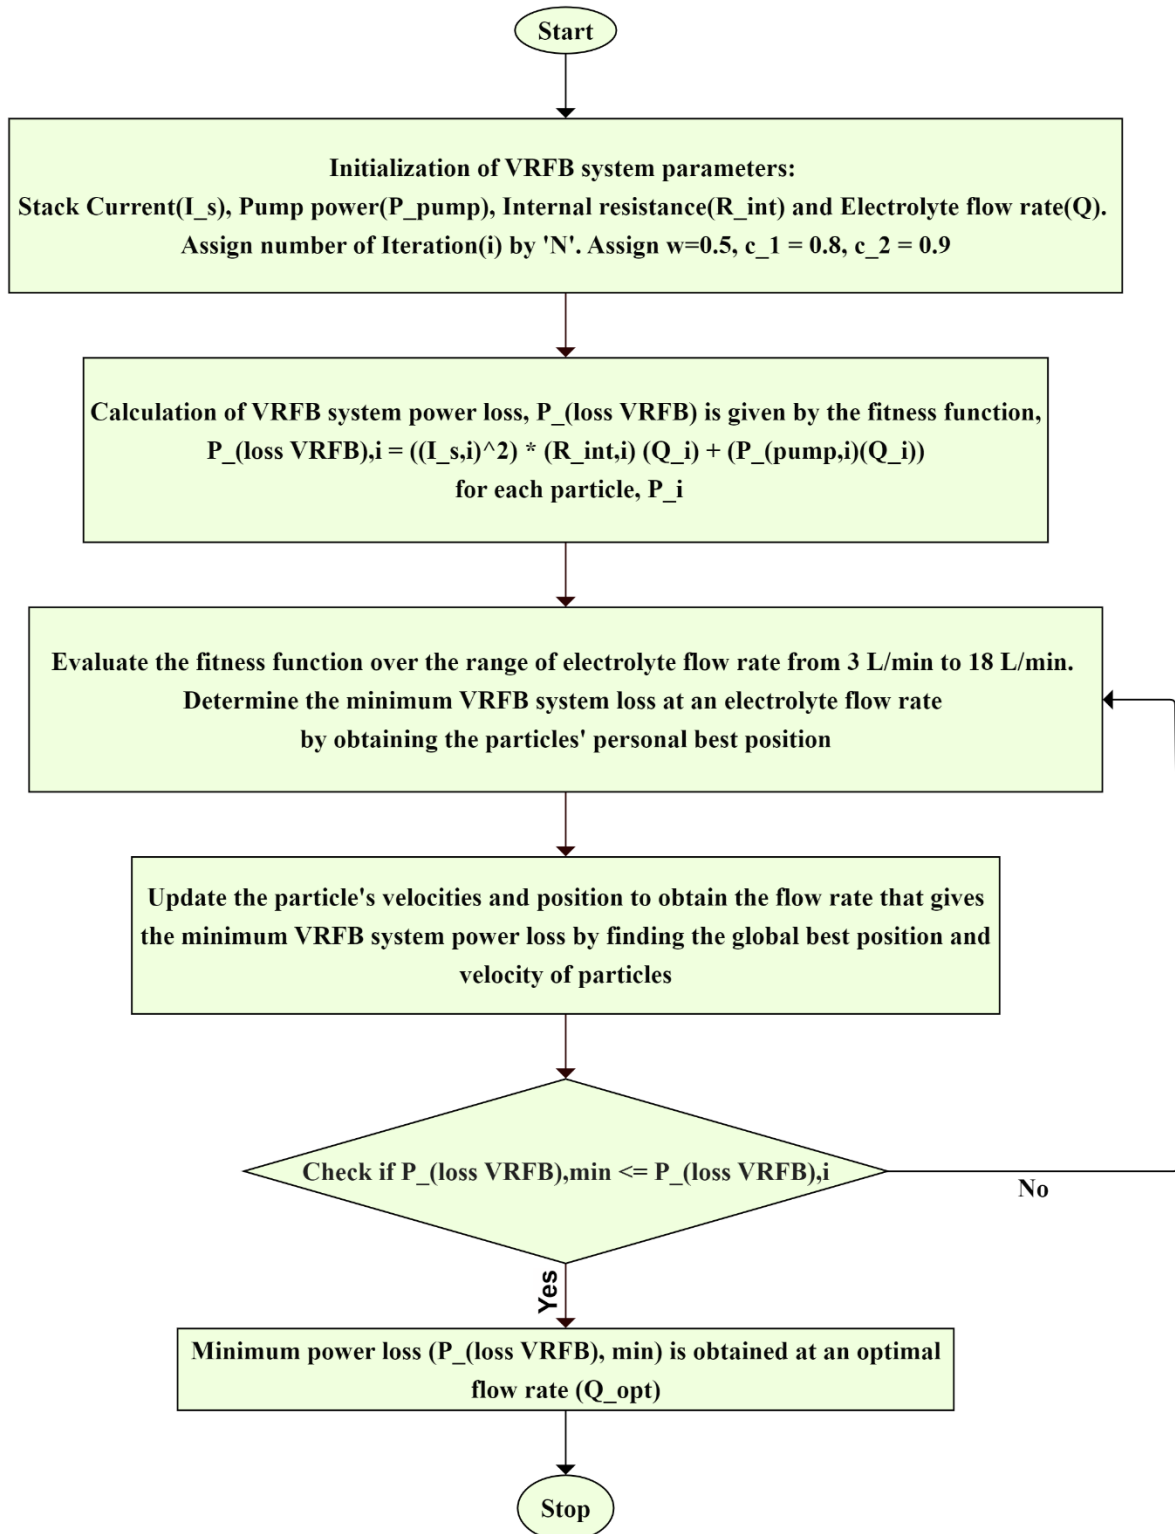 Start
Initialization of VRFB system parameters:
Stack Current(I_s), Pump power(P_pump), Internal resistance(R_int) and Electrolyte flow rate(Q).
Assign number of Iteration(i) by 'N'. Assign w=0.5, c_1 = 0.8, c_2 = 0.9
Calculation of VRFB system power loss, P_(loss VRFB) is given by the fitness function,
P_(loss VRFB),i = ((I_s,i)^2) * (R_int,i) (Q_i) + (P_(pump,i)(Q_i))
for each particle, P_i
Evaluate the fitness function over the range of electrolyte flow rate from 3 L/min to 18 L/min.
Determine the minimum VRFB system loss at an electrolyte flow rate
by obtaining the particles' personal best position
Update the particle's velocities and position to obtain the flow rate that gives
the minimum VRFB system power loss by finding the global best position and
velocity of particles
Check if P_(loss VRFB),min <= P_(loss VRFB),i
No
Yes
Minimum power loss (P_(loss VRFB), min) is obtained at an optimal
flow rate (Q_opt)
Stop